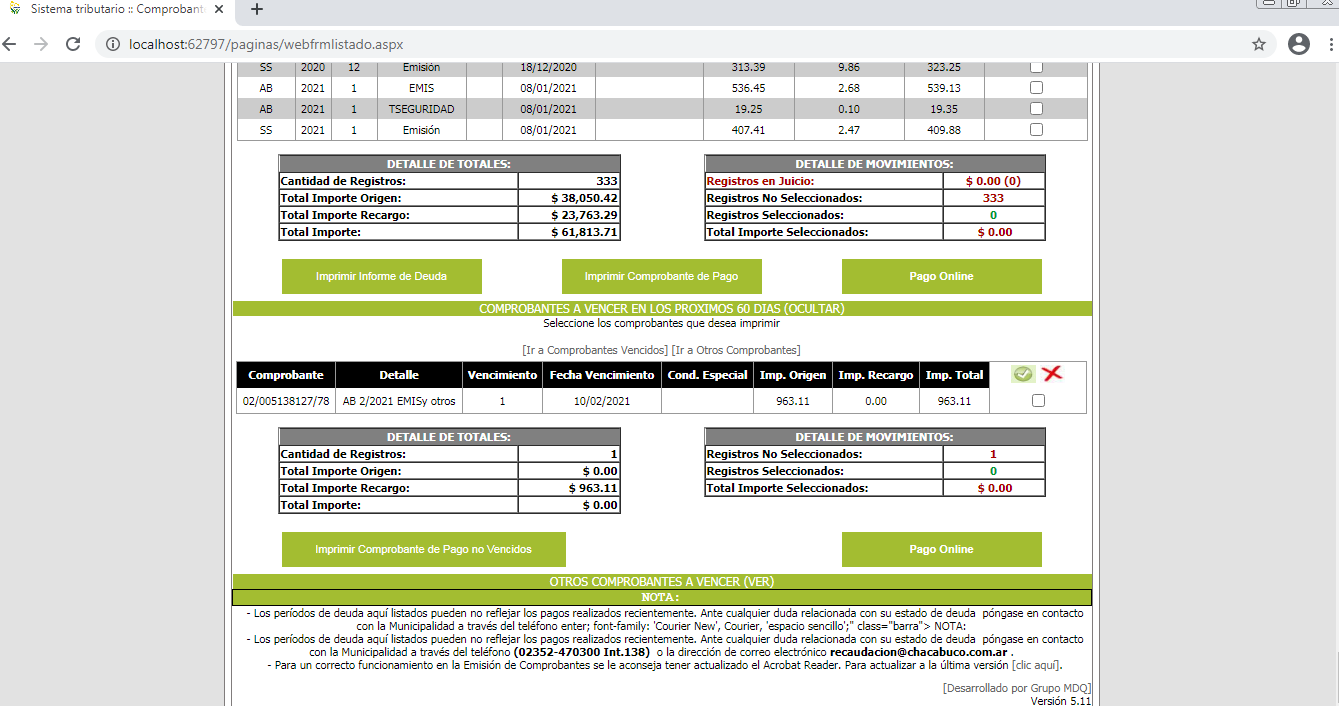 Sistema tributario :: Comprobant
localhost:62797/paginas/webfrmlistado.aspx
SS 2020 12 Emisión 18/12/2020 313.39 9.86 323.25
AB 2021 1 EMIS 08/01/2021 536.45 2.68 539.13
AB 2021 1 TSEGURIDAD 08/01/2021 19.25 0.10 19.35
SS 2021 1 Emisión 08/01/2021 407.41 2.47 409.88
DETALLE DE TOTALES:
Cantidad de Registros: 333
Total Importe Origen: $ 38,050.42
Total Importe Recargo: $ 23,763.29
Total Importe: $ 61,813.71
DETALLE DE MOVIMIENTOS:
Registros en Juicio: $ 0.00 (0)
Registros No Seleccionados: 333
Registros Seleccionados: 0
Total Importe Seleccionados: $ 0.00
Imprimir Informe de Deuda
Imprimir Comprobante de Pago
Pago Online
COMPROBANTES A VENCER EN LOS PROXIMOS 60 DIAS (OCULTAR)
Seleccione los comprobantes que desea imprimir
[Ir a Comprobantes Vencidos] [Ir a Otros Comprobantes]
Comprobante Detalle Vencimiento Fecha Vencimiento Cond. Especial Imp. Origen Imp. Recargo Imp. Total
02/005138127/78 AB 2/2021 EMISy otros 1 10/02/2021 963.11 0.00 963.11
DETALLE DE TOTALES:
Cantidad de Registros: 1
Total Importe Origen: $ 0.00
Total Importe Recargo: $ 963.11
Total Importe: $ 0.00
DETALLE DE MOVIMIENTOS:
Registros No Seleccionados: 1
Registros Seleccionados: 0
Total Importe Seleccionados: $ 0.00
Imprimir Comprobante de Pago no Vencidos
Pago Online
OTROS COMPROBANTES A VENCER (VER)
NOTA:
- Los períodos de deuda aquí listados pueden no reflejar los pagos realizados recientemente. Ante cualquier duda relacionada con su estado de deuda póngase en contacto
con la Municipalidad a través del teléfono enter; font-family: 'Courier New', Courier, 'espacio sencillo';" class="barra"> NOTA:
- Los períodos de deuda aquí listados pueden no reflejar los pagos realizados recientemente. Ante cualquier duda relacionada con su estado de deuda póngase en contacto
con la Municipalidad a través del teléfono (02352-470300 Int.138) o la dirección de correo electrónico recaudacion@chacabuco.com.ar .
- Para un correcto funcionamiento en la Emisión de Comprobantes se le aconseja tener actualizado el Acrobat Reader. Para actualizar a la última versión [clic aquí].
[Desarrollado por Grupo MDQ]
Versión 5.11